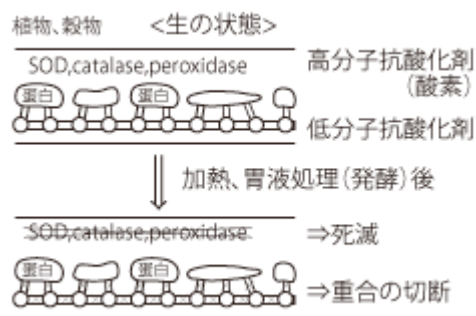 植物、穀物 <生の状態>
SOD,catalase,peroxidase
高分子抗酸化剤
(酸素)
蛋白 蛋白
低分子抗酸化剤
加熱、胃液処理(発酵)後
SOD,catalase,peroxidase ⇒死滅
蛋白 蛋白
⇒重合の切断